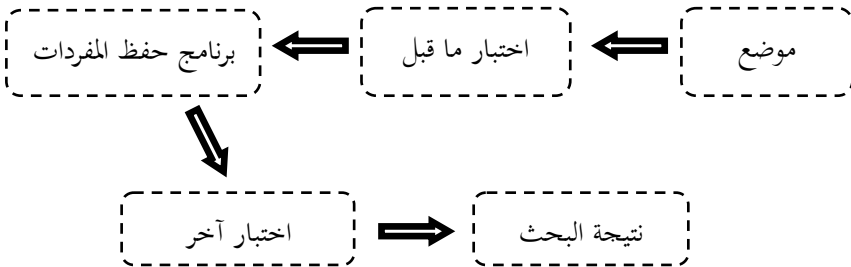 موضع
اختبار ما قبل
برنامج حفظ المفردات
اختبار آخر
نتيجة البحث